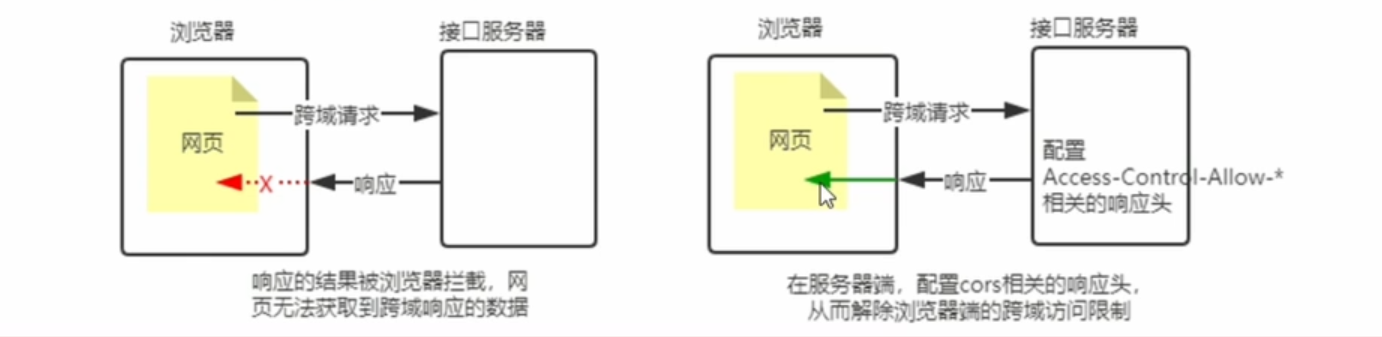 浏览器
接口服务器
网页
跨域请求
X
响应
响应的结果被浏览器拦截，网
页无法获取到跨域响应的数据
浏览器
接口服务器
网页
跨域请求
响应
配置
Access-Control-Allow-*
相关的响应头
在服务器端，配置cors相关的响应头，
从而解除浏览器端的跨域访问限制